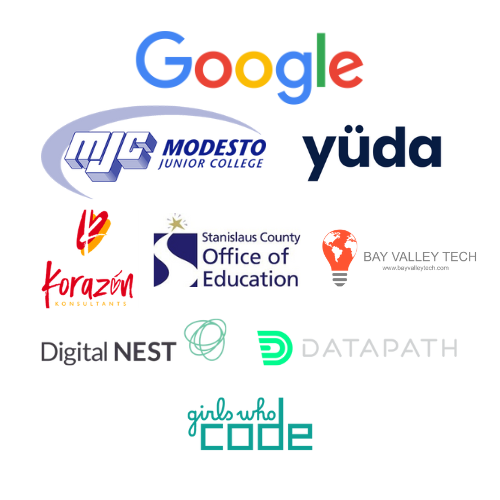 Google
MJC MODESTO
JUNIOR COLLEGE
yüda
Korazón
KONSULTANTS
Stanislaus County
Office of
Education
BAY VALLEY TECH
www.bayvalleytech.com
Digital NEST
DATAPATH
girls who
code